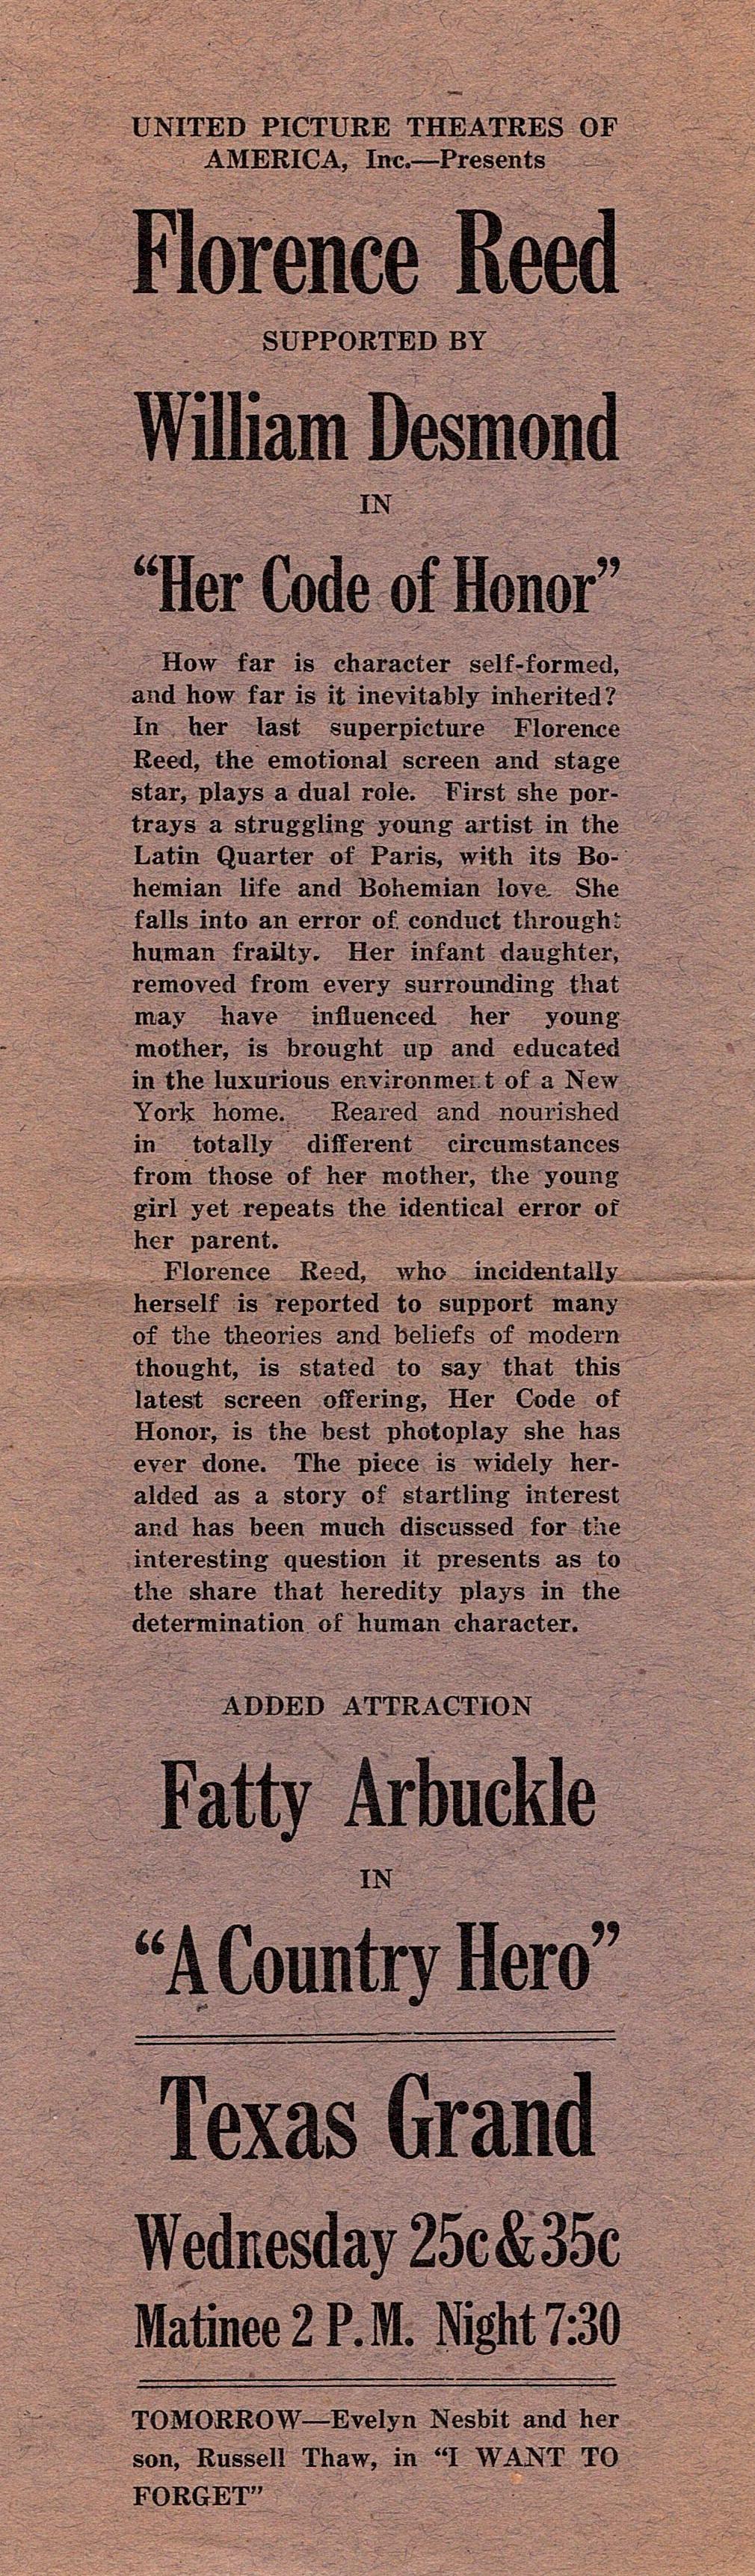 UNITED PICTURE THEATRES OF
AMERICA, Inc.—Presents
Florence Reed
SUPPORTED BY
William Desmond
IN
“Her Code of Honor”
How far is character self-formed,
and how far is it inevitably inherited?
In her last superpicture Florence
Reed, the emotional screen and stage
star, plays a dual role. First she por-
trays a struggling young artist in the
Latin Quarter of Paris, with its Bo-
hemian life and Bohemian love. She
falls into an error of conduct through
human frailty. Her infant daughter,
removed from every surrounding that
may have influenced her young
mother, is brought up and educated
in the luxurious environment of a New
York home. Reared and nourished
in totally different circumstances
from those of her mother, the young
girl yet repeats the identical error of
her parent.
Florence Reed, who incidentally
herself is reported to support many
of the theories and beliefs of modern
thought, is stated to say that this
latest screen offering, Her Code of
Honor, is the best photoplay she has
ever done. The piece is widely her-
alded as a story of startling interest
and has been much discussed for the
interesting question it presents as to
the share that heredity plays in the
determination of human character.
ADDED ATTRACTION
Fatty Arbuckle
IN
“A Country Hero”
Texas Grand
Wednesday 25c & 35c
Matinee 2 P.M. Night 7:30
TOMORROW—Evelyn Nesbit and her
son, Russell Thaw, in “I WANT TO
FORGET”